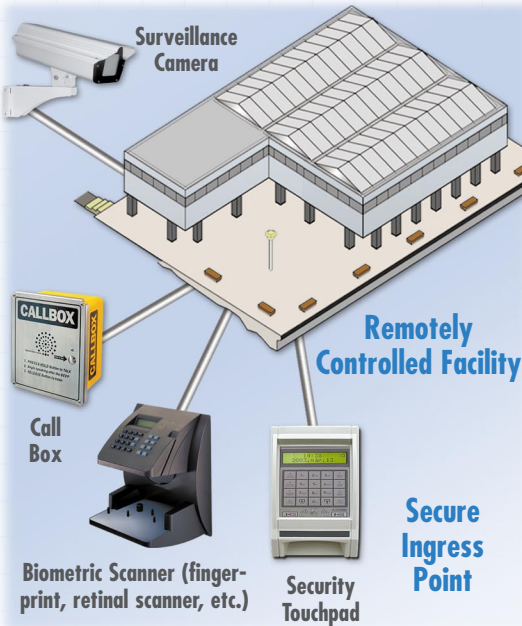 Surveillance
Camera
CALLBOX
CALLBOX
Remotely
Controlled Facility
Call
Box
Biometric Scanner (finger-
print, retinal scanner, etc.)
Security
Touchpad
Secure
Ingress
Point